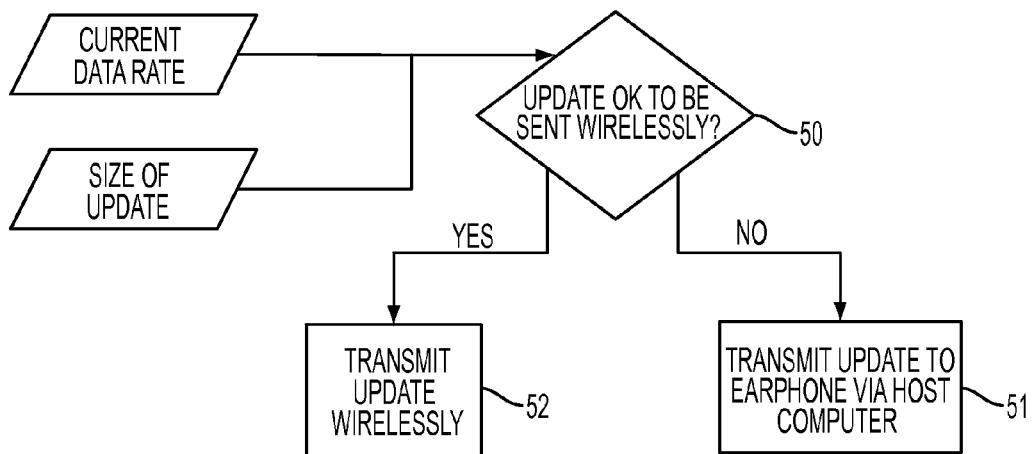 CURRENT
DATA RATE
SIZE OF
UPDATE
UPDATE OK TO BE
SENT WIRELESSLY?
50
YES
NO
TRANSMIT
UPDATE
WIRELESSLY
52
TRANSMIT UPDATE TO
EARPHONE VIA HOST
COMPUTER
51